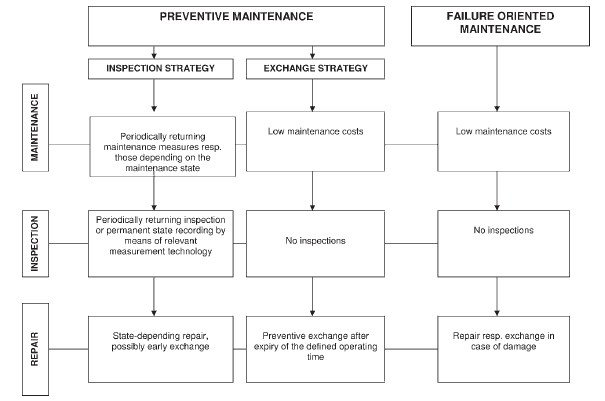 PREVENTIVE MAINTENANCE
FAILURE ORIENTED
MAINTENANCE
INSPECTION STRATEGY
EXCHANGE STRATEGY
MAINTENANCE
Periodically returning
maintenance measures resp.
those depending on the
maintenance state
Low maintenance costs
Low maintenance costs
INSPECTION
Periodically returning inspection
or permanent state recording by
means of relevant
measurement technology
No inspections
No inspections
REPAIR
State-depending repair,
possibly early exchange
Preventive exchange after
expiry of the defined operating
time
Repair resp. exchange in
case of damage